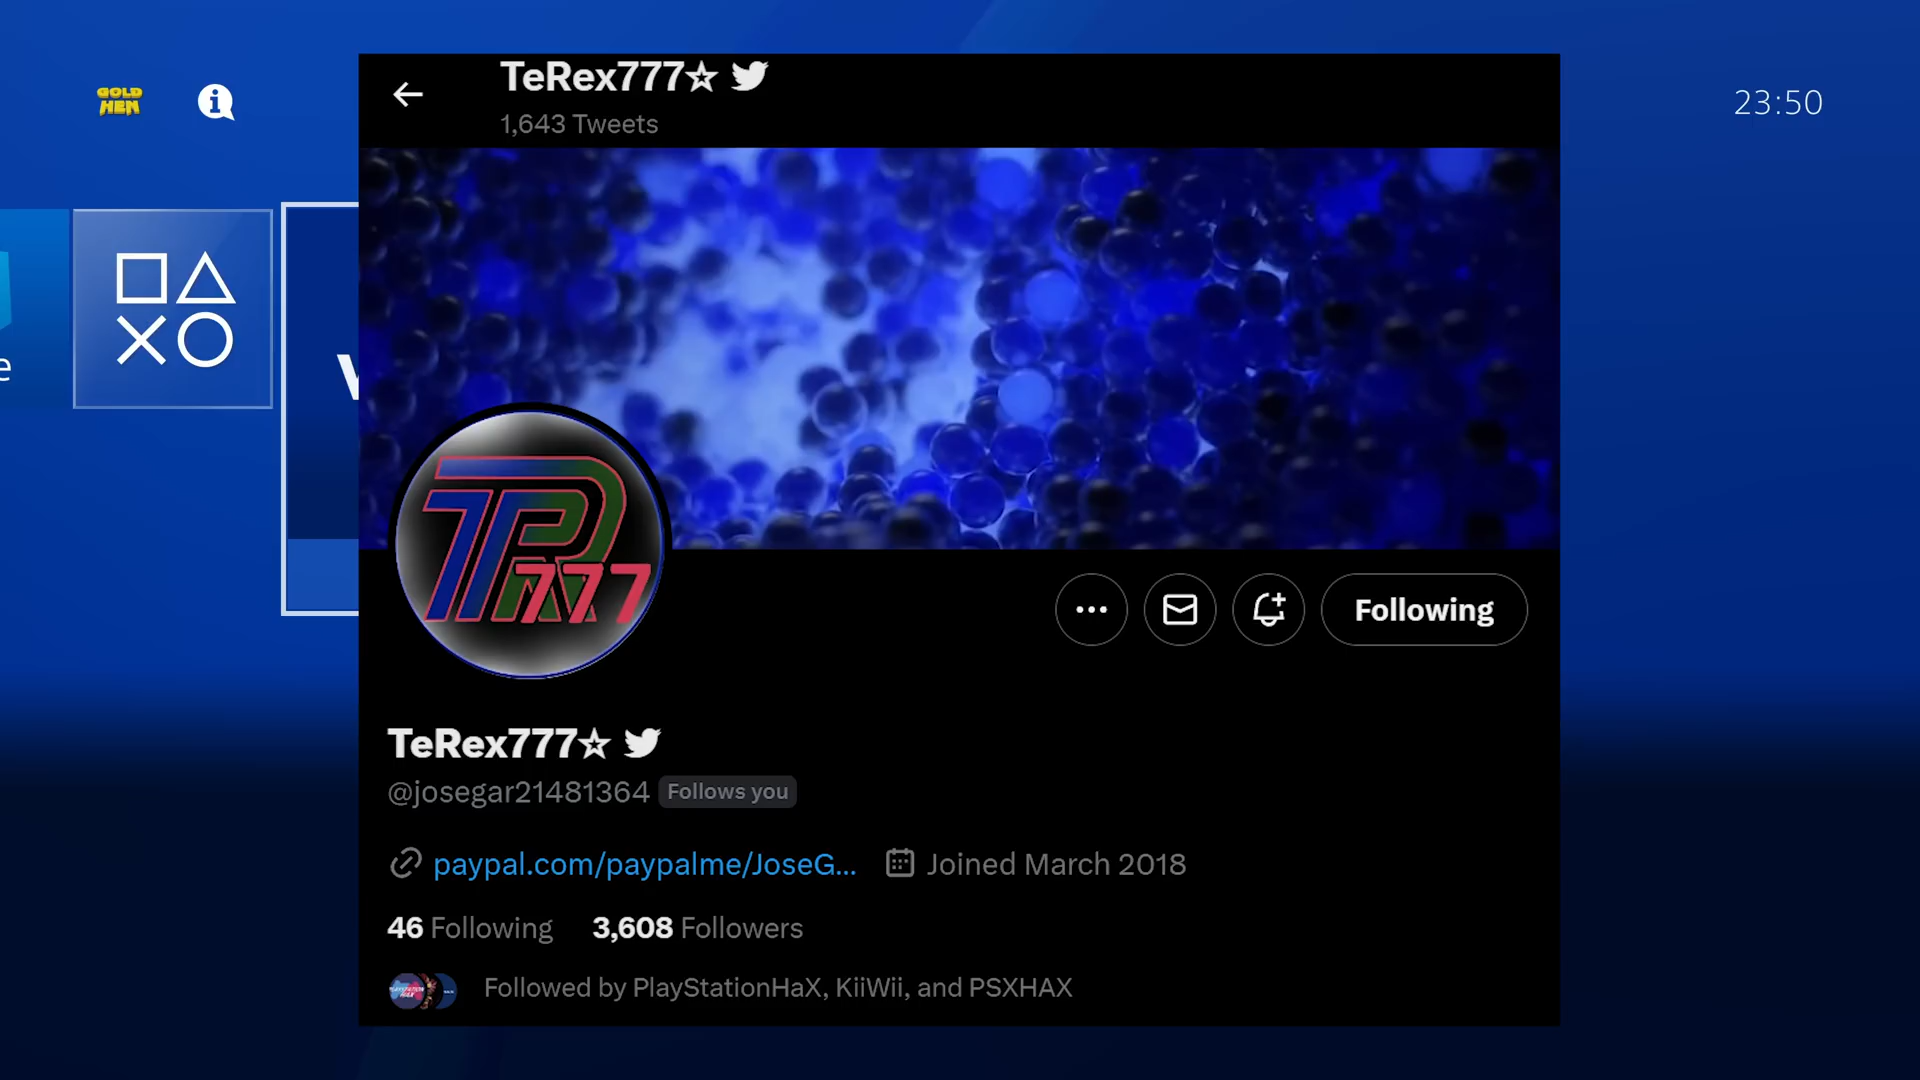 TeRex777☆
1,643 Tweets
GOLD
HEN
23:50
e
TR777
Following
TeRex777☆
@josegar21481364 Follows you
paypal.com/paypalme/JoseG... Joined March 2018
46 Following 3,608 Followers
Followed by PlayStationHaX, KiiWii, and PSXHAX